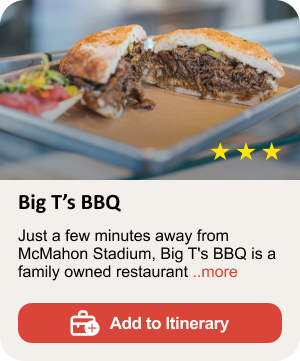 Big T’s BBQ
Just a few minutes away from
McMahon Stadium, Big T's BBQ is a
family owned restaurant ..more
Add to Itinerary